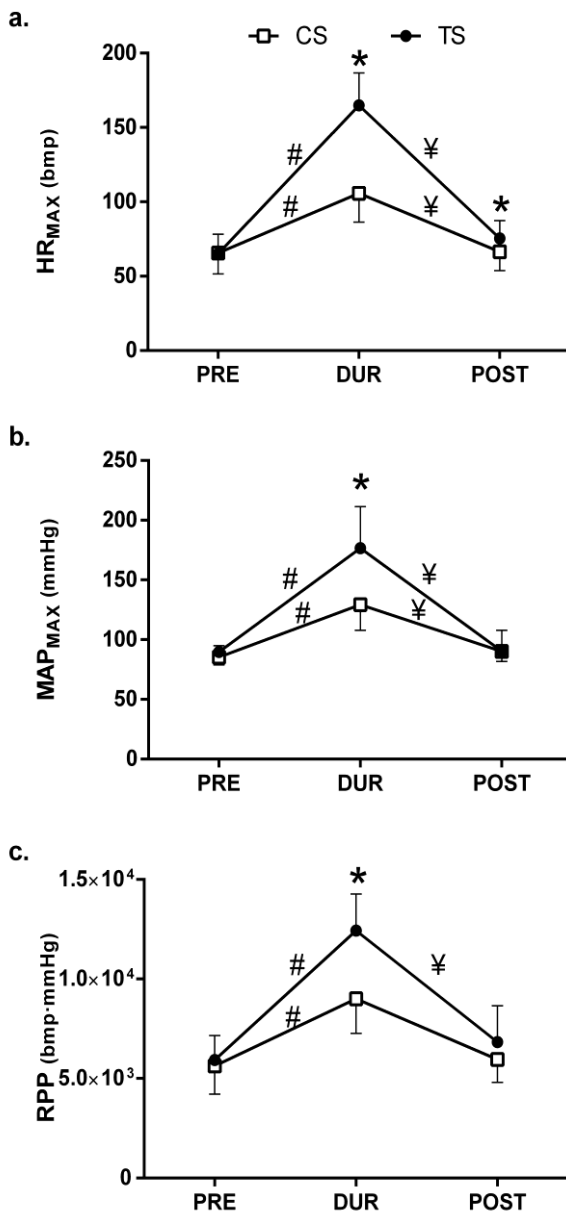 a.
CS TS
200
150
100
50
0
HRMAX (bmp)
*
# ¥
# ¥ *
PRE DUR POST
b.
250
200
150
100
50
0
MAPMAX (mmHg)
*
# ¥
# ¥
PRE DUR POST
c.
1.5×10⁴
1.0×10⁴
5.0×10³
0
RPP (bmp·mmHg)
*
# ¥
#
PRE DUR POST